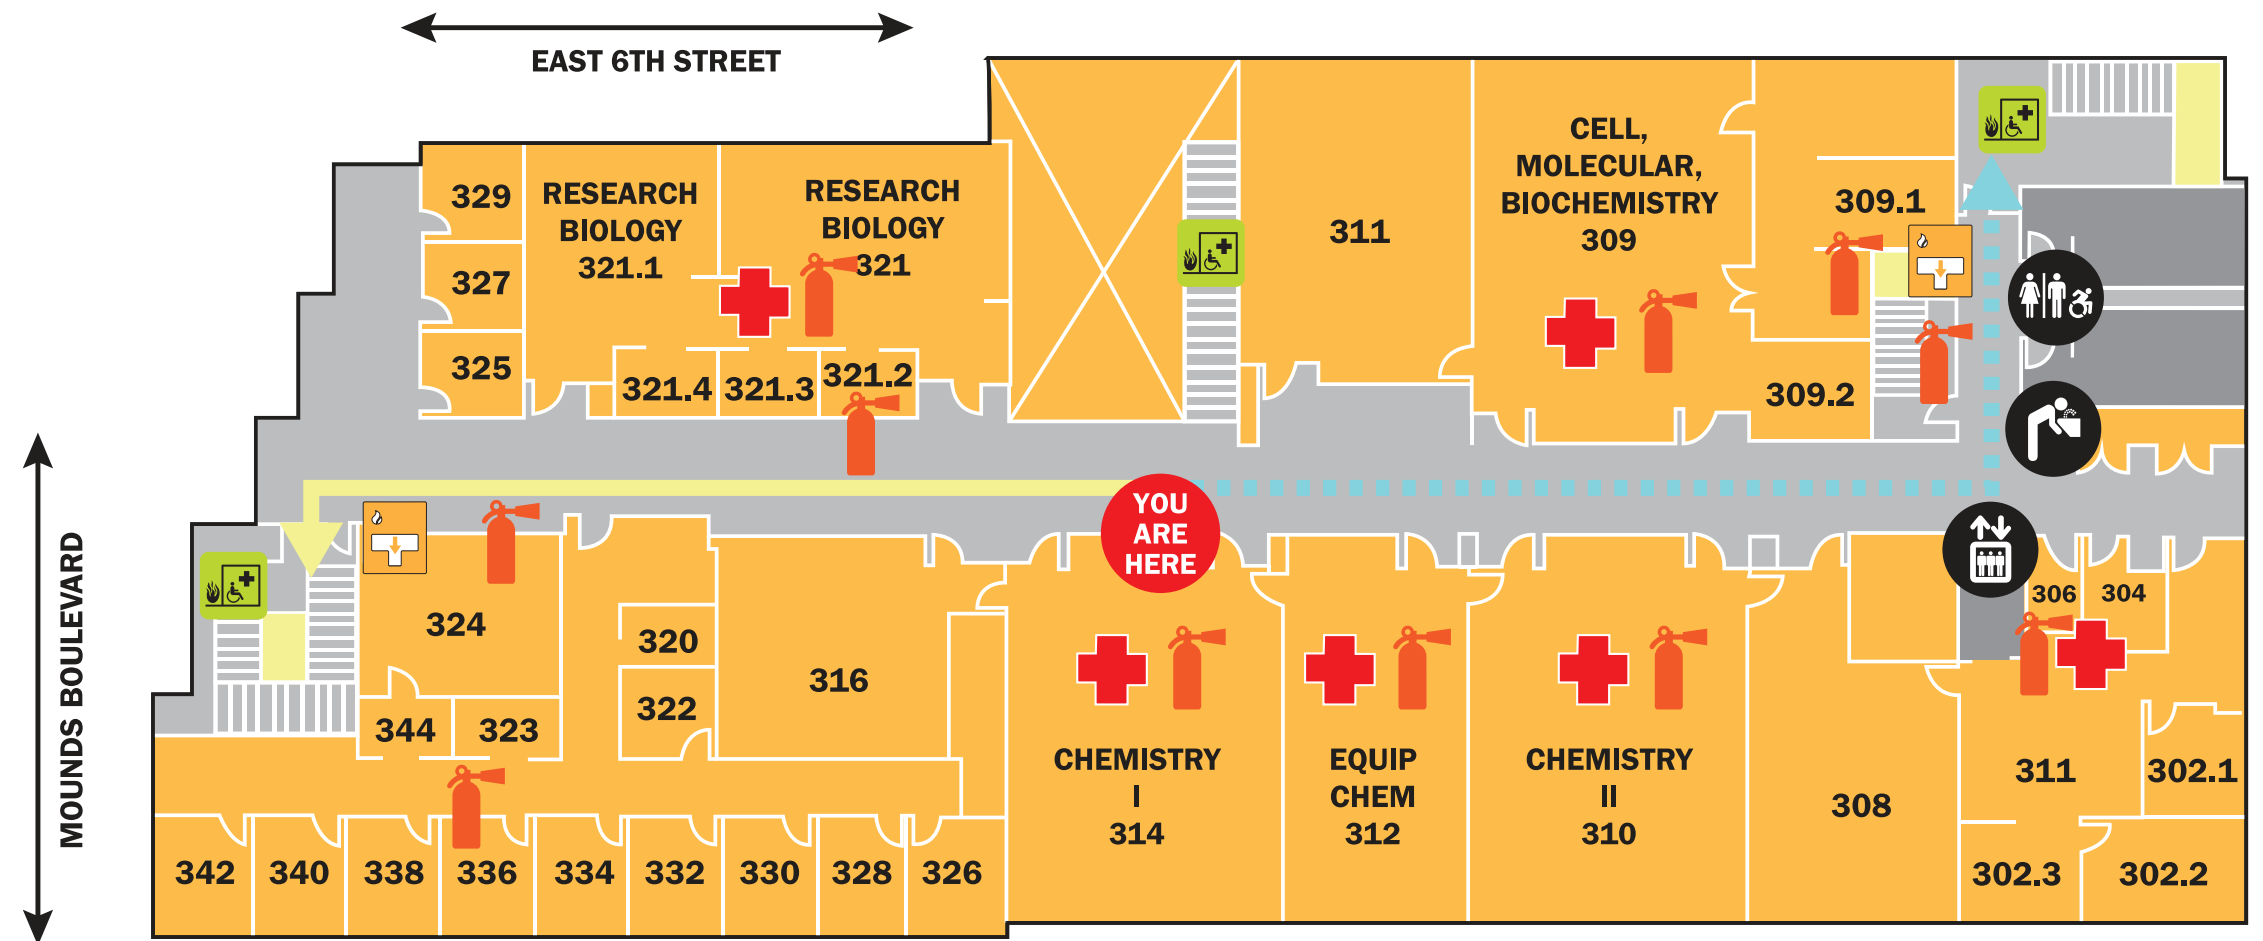 EAST 6TH STREET
MOUNDS BOULEVARD
329
327
325
RESEARCH
BIOLOGY
321.1
RESEARCH
BIOLOGY
321
321.4
321.3
321.2
311
CELL,
MOLECULAR,
BIOCHEMISTRY
309
309.1
309.2
YOU
ARE
HERE
324
344
323
320
322
316
CHEMISTRY
I
314
EQUIP
CHEM
312
CHEMISTRY
II
310
308
306
304
311
302.1
302.3
302.2
342
340
338
336
334
332
330
328
326